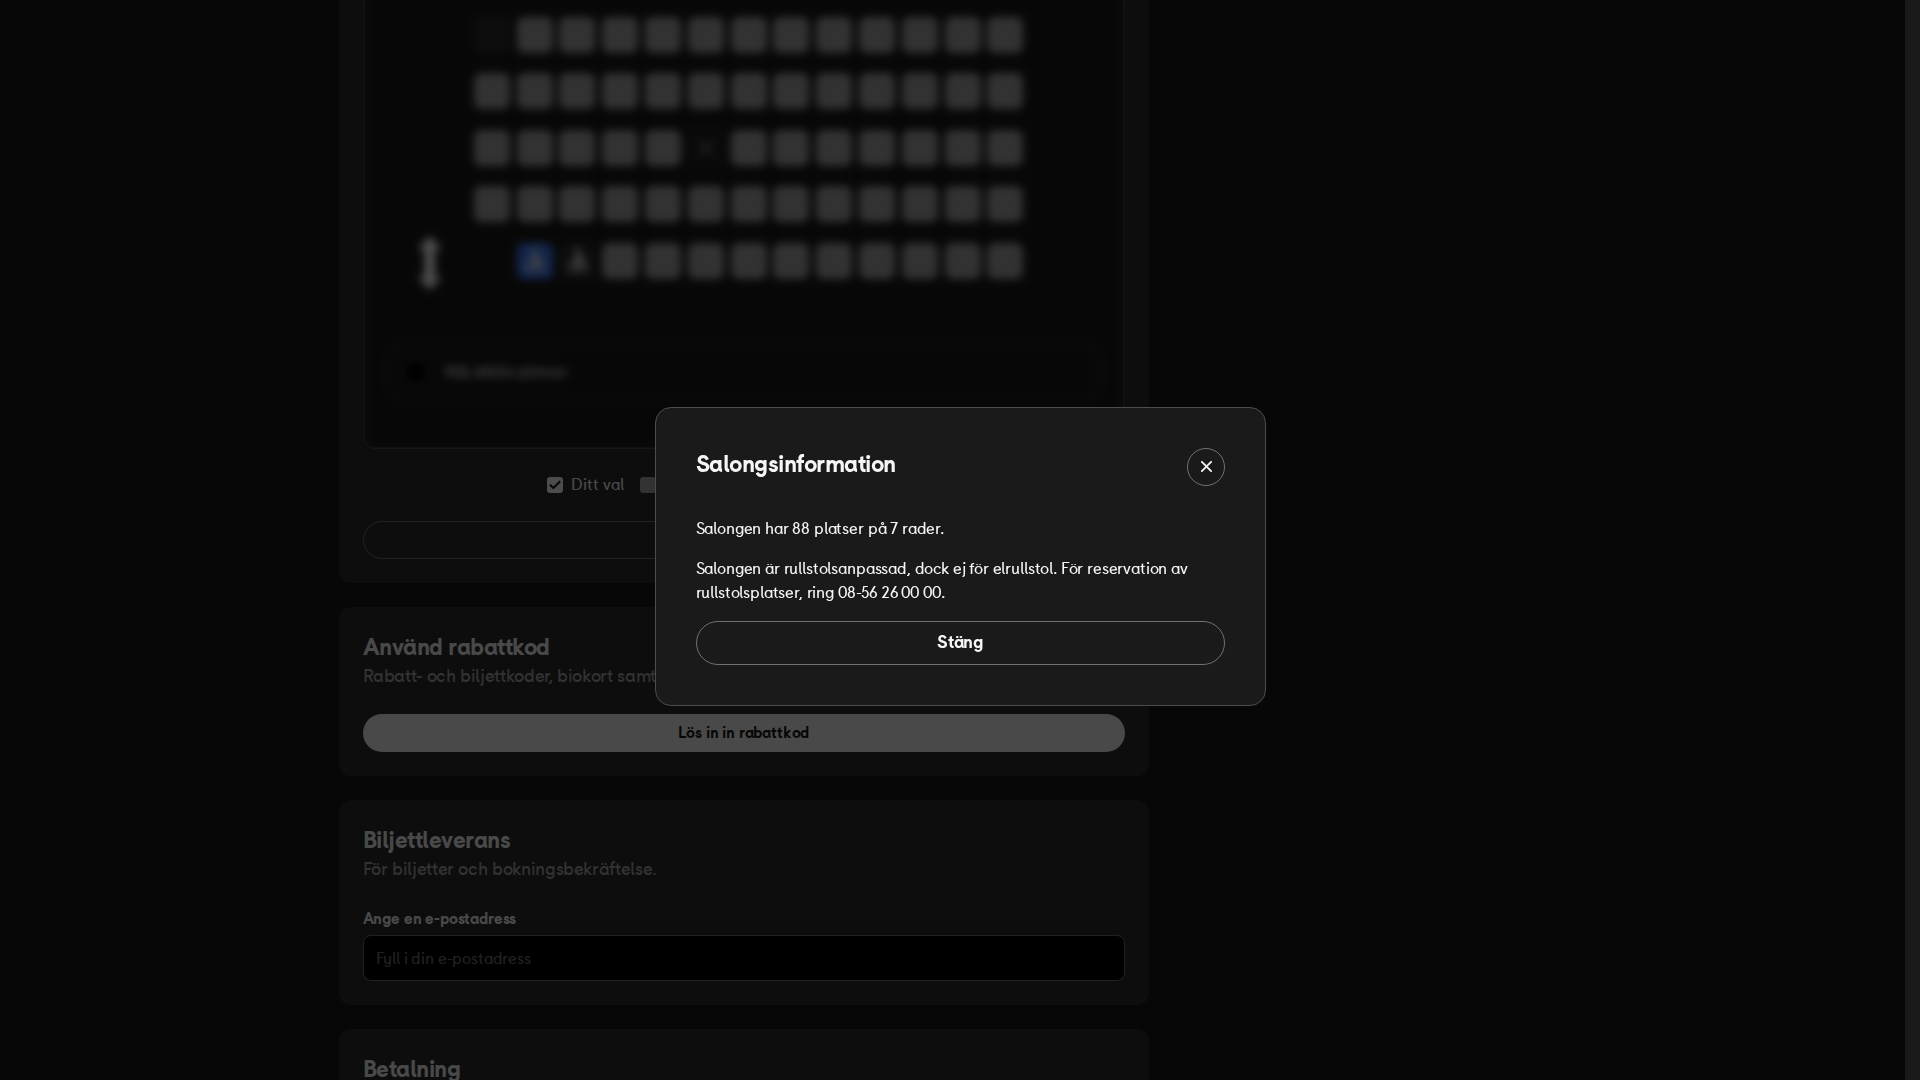 Ditt val
Salongsinformation
Salongen har 88 platser på 7 rader.
Salongen är rullstolsanpassad, dock ej för elrullstol. För reservation av
rullstolsplatser, ring 08-56 26 00 00.
Stäng
Använd rabattkod
Rabatt- och biljettkoder, biokort samt
Lös in in rabattkod
Biljettleverans
För biljetter och bokningsbekräftelse.
Ange en e-postadress
Fyll i din e-postadress
Betalning